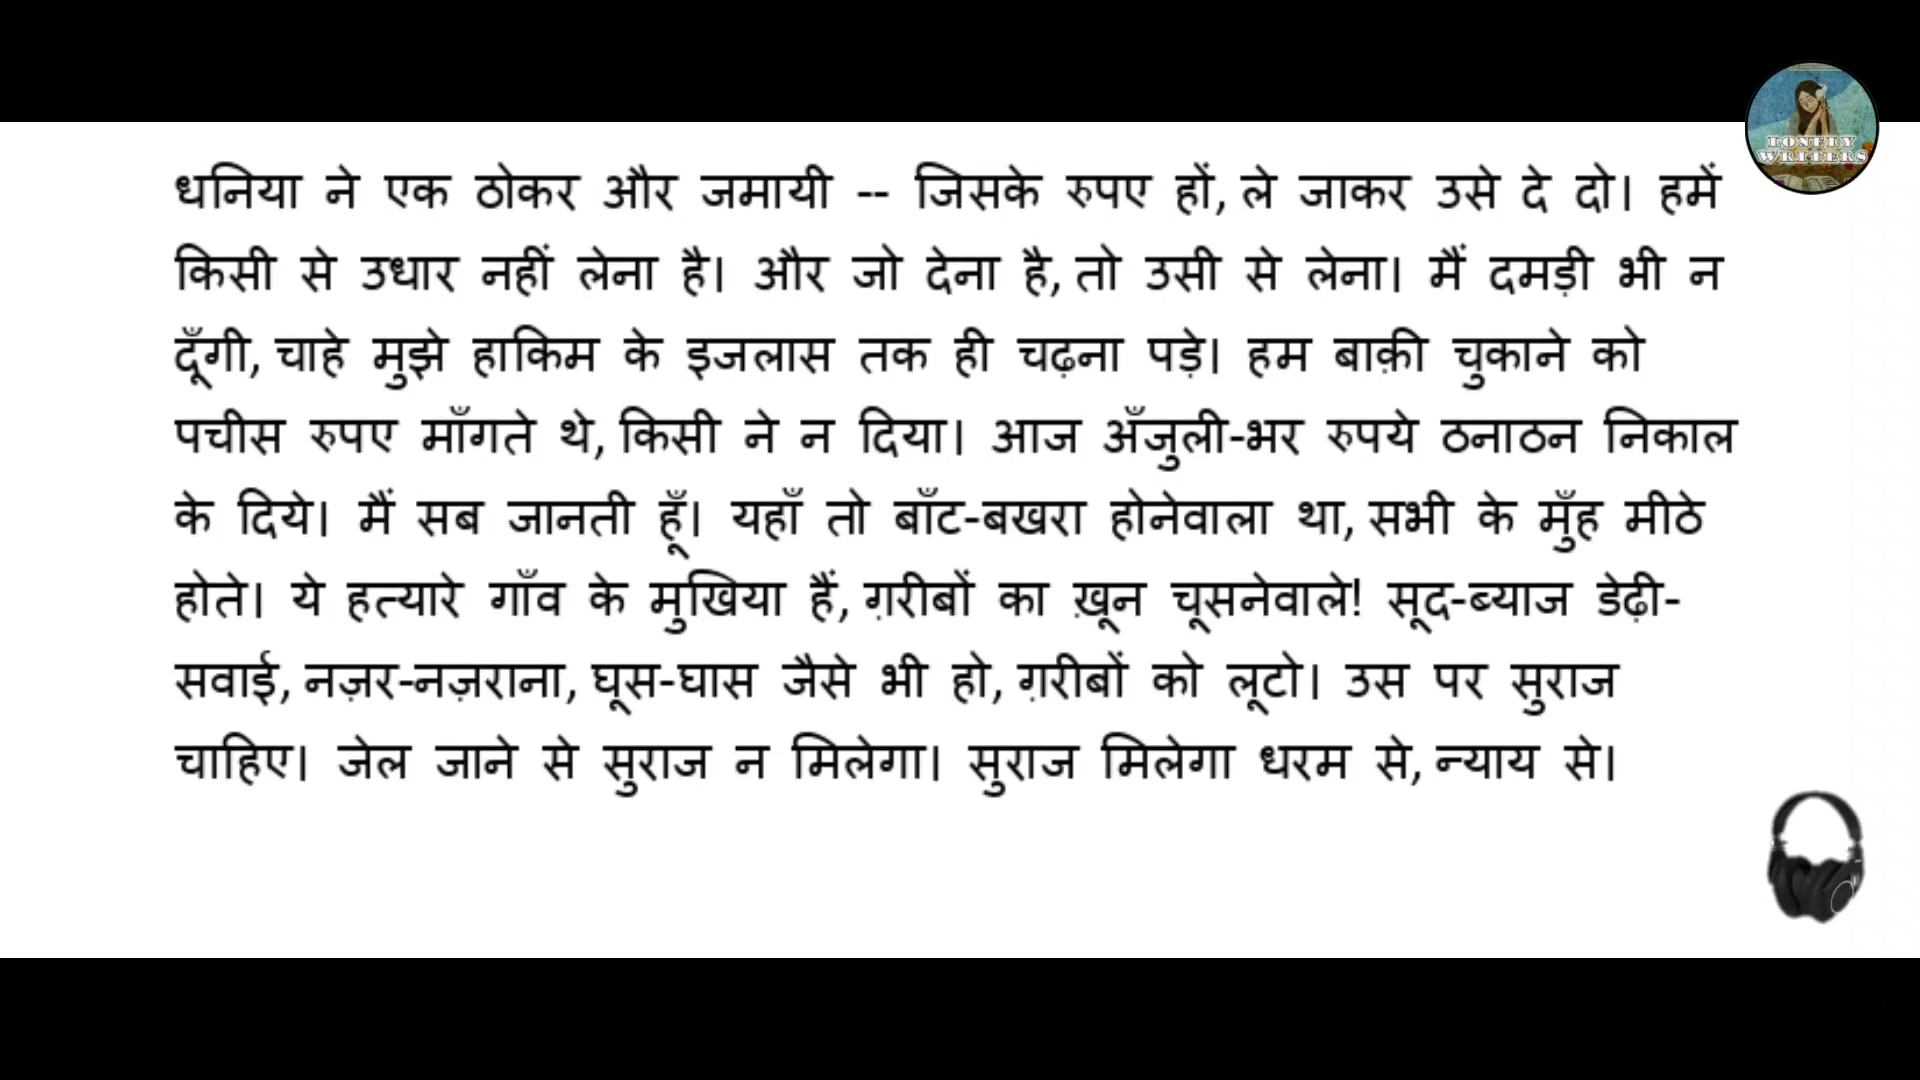 धनिया ने एक ठोकर और जमायी -- जिसके रुपए हों, ले जाकर उसे दे दो। हमें
किसी से उधार नहीं लेना है। और जो देना है, तो उसी से लेना। मैं दमड़ी भी न
दूँगी, चाहे मुझे हाकिम के इजलास तक ही चढ़ना पड़े। हम बाक़ी चुकाने को
पचीस रुपए माँगते थे, किसी ने न दिया। आज अँजुली-भर रुपये ठनाठन निकाल
के दिये। मैं सब जानती हूँ। यहाँ तो बाँट-बखरा होनेवाला था, सभी के मुँह मीठे
होते। ये हत्यारे गाँव के मुखिया हैं, ग़रीबों का ख़ून चूसनेवाले! सूद-ब्याज डेढ़ी-
सवाई, नज़र-नज़राना, घूस-घास जैसे भी हो, ग़रीबों को लूटो। उस पर सुराज
चाहिए। जेल जाने से सुराज न मिलेगा। सुराज मिलेगा धरम से, न्याय से।
LONELY
WRITERS